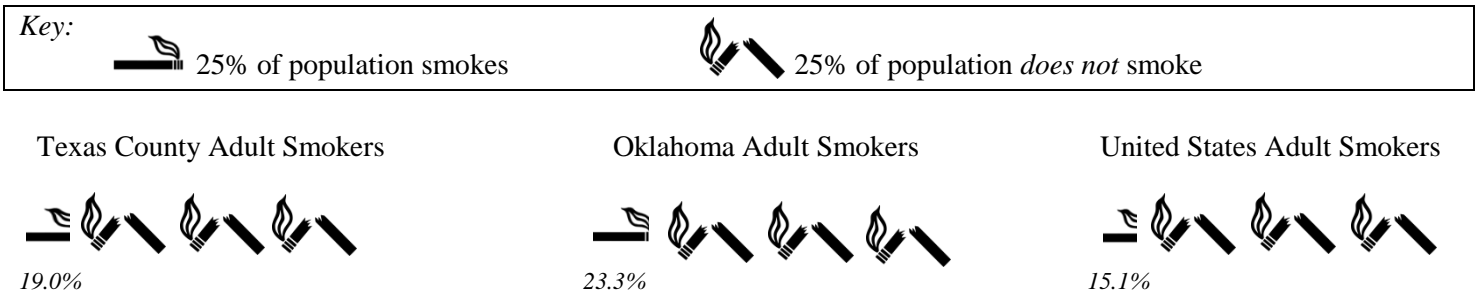 Key:
25% of population smokes 25% of population does not smoke
Texas County Adult Smokers Oklahoma Adult Smokers United States Adult Smokers
19.0% 23.3% 15.1%